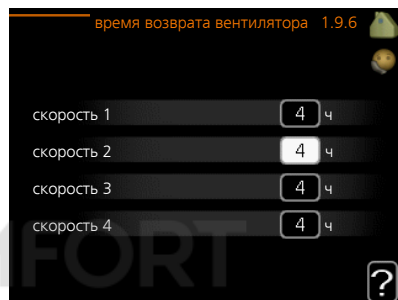 время возврата вентилятора 1.9.6
скорость 1 4 ч
скорость 2 4 ч
скорость 3 4 ч
скорость 4 4 ч
?